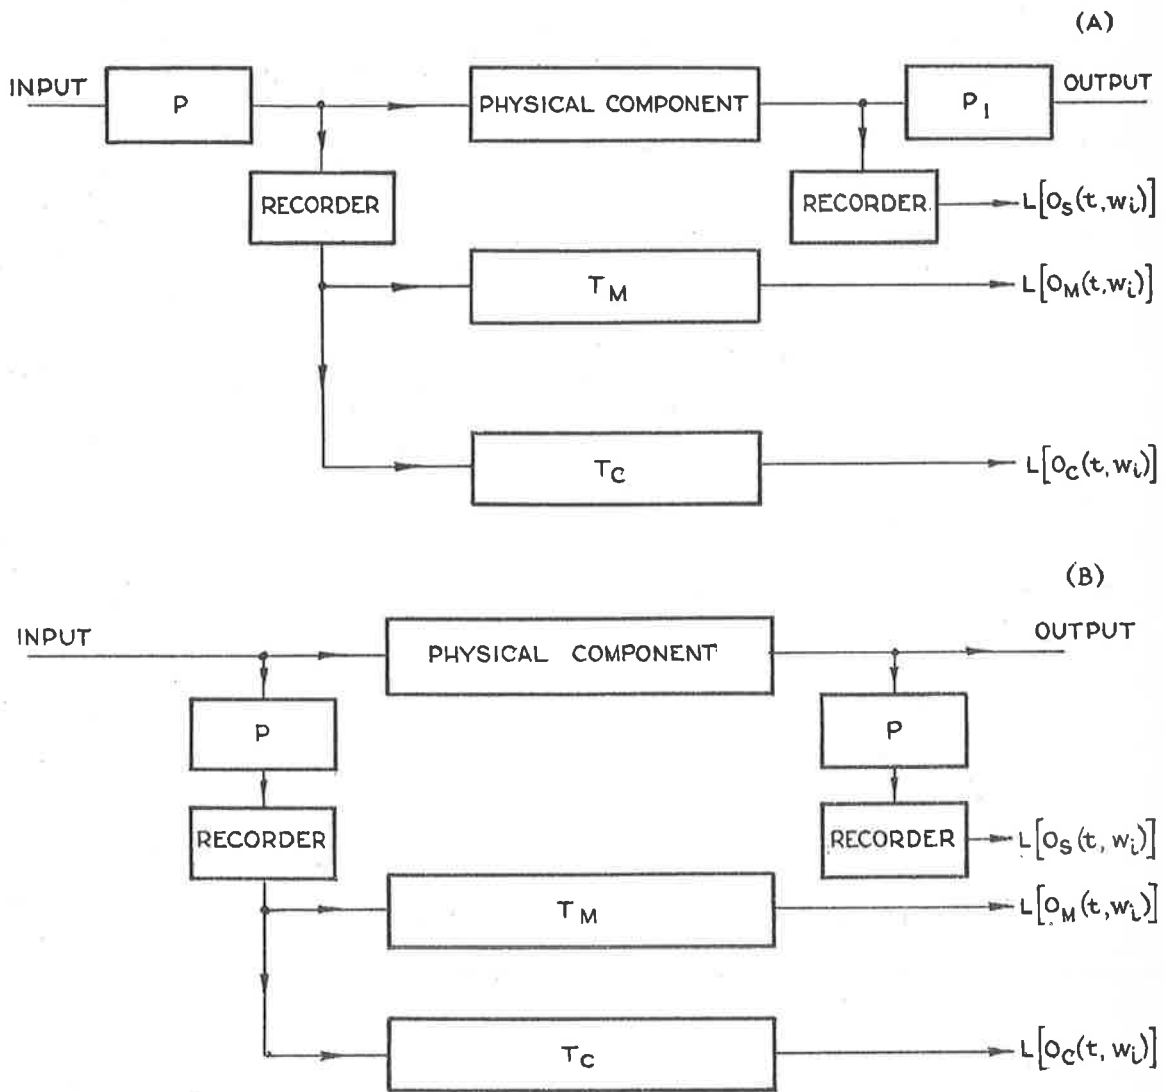 (A)
INPUT
P
PHYSICAL COMPONENT
P1
OUTPUT
RECORDER
RECORDER
L[OS(t,wi)]
TM
L[OM(t,wi)]
TC
L[OC(t,wi)]
(B)
INPUT
PHYSICAL COMPONENT
OUTPUT
P
P
RECORDER
RECORDER
L[OS(t,wi)]
TM
L[OM(t,wi)]
TC
L[OC(t,wi)]